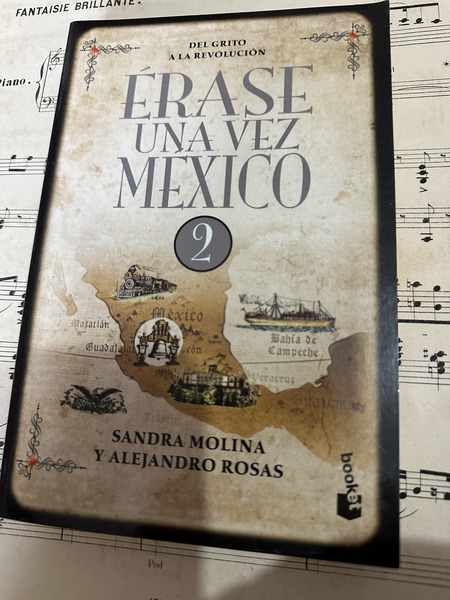 FANTAISIE BRILLANTE.
Piano.
DEL GRITO
A LA REVOLUCIÓN
ÉRASE
UNA VEZ
MÉXICO
2
México
Mazatlán
Guadalajara
León
Bahía de
Campeche
Veracruz
Guatemala
SANDRA MOLINA
Y ALEJANDRO ROSAS
booket
Ped